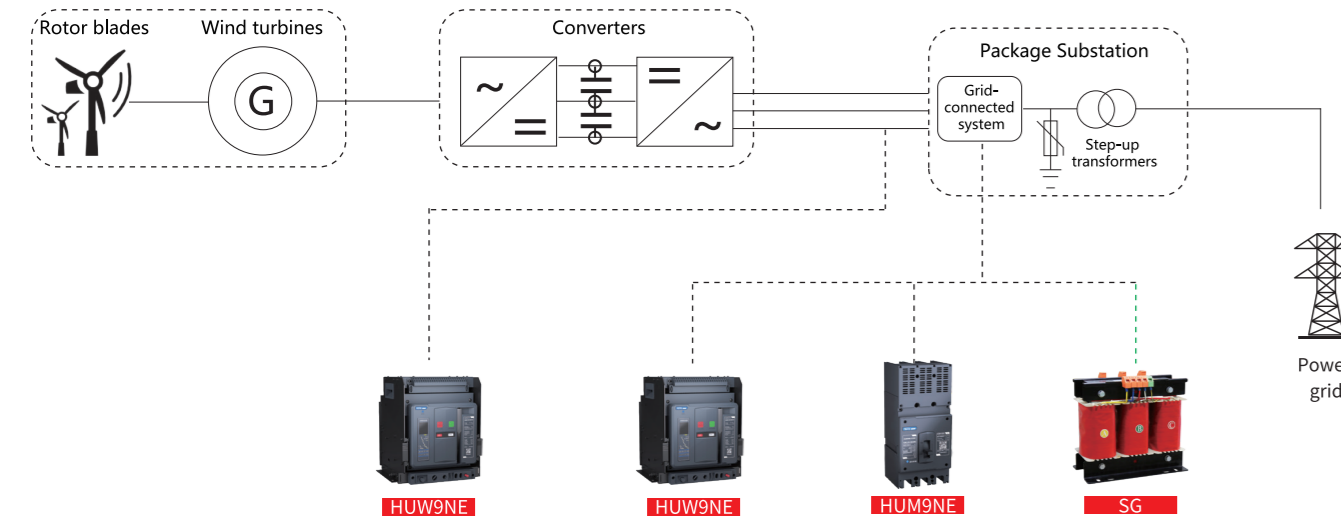 Rotor blades
Wind turbines
Converters
Package Substation
G
Grid-
connected
system
Step-up
transformers
Powe
grid
HUW9NE
HUW9NE
HUM9NE
SG